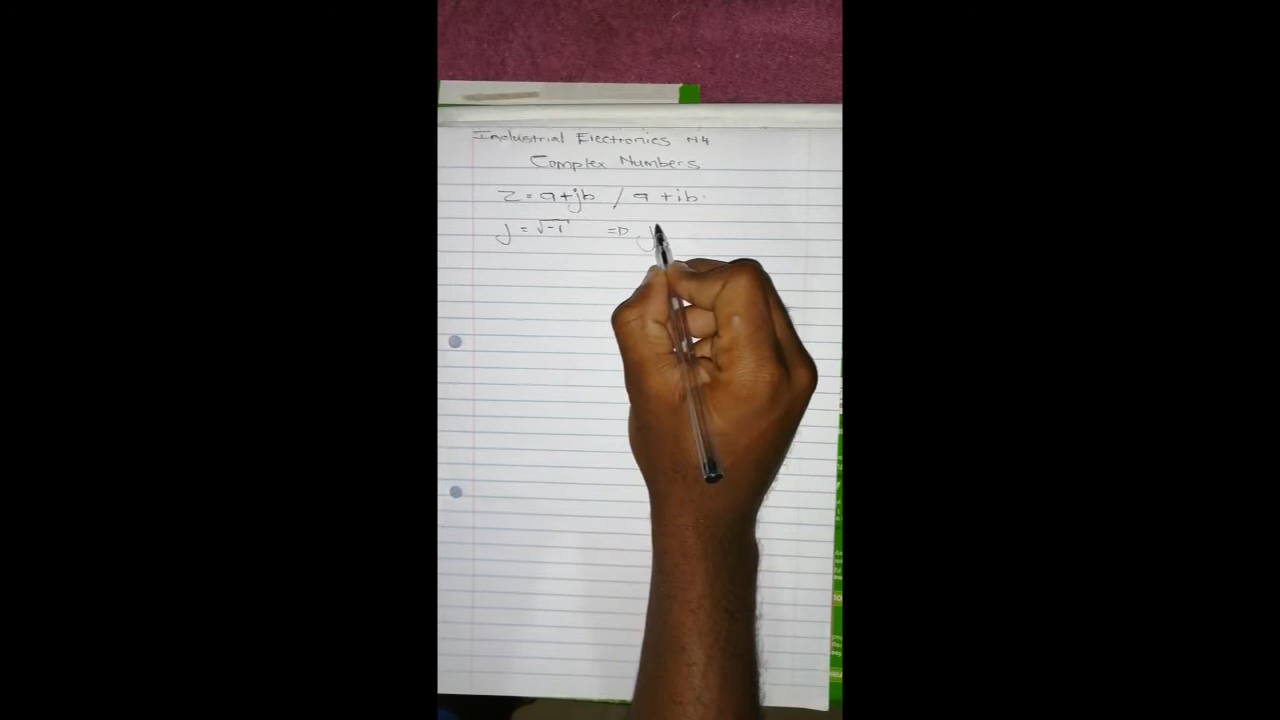 Industrial Electronics N4
Complex Numbers
Z = a+jb / a +ib
j = √-1 => j